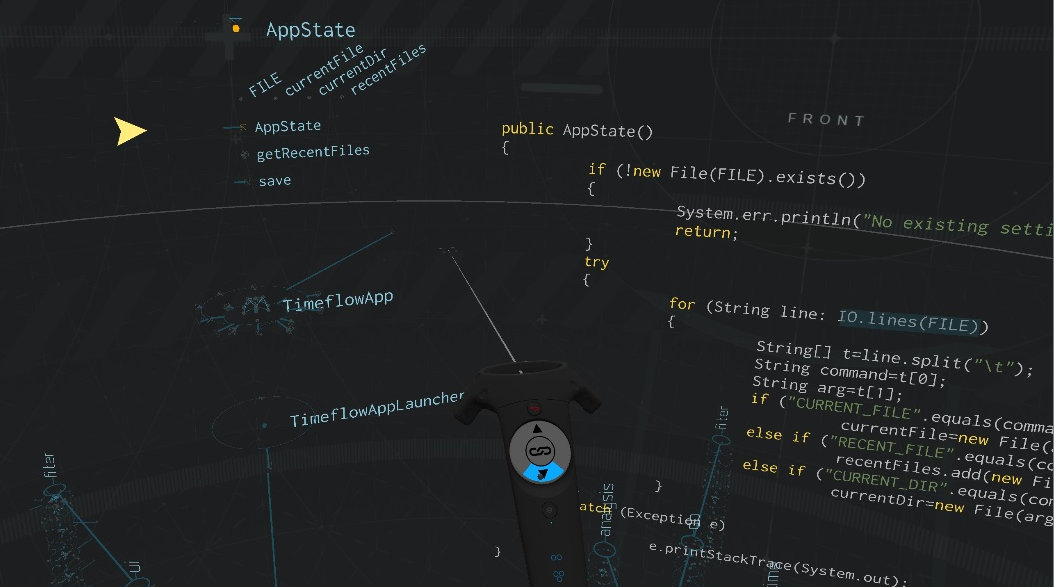 AppState
FILE
currentFile
currentDir
recentFiles
AppState
getRecentFiles
save
FRONT
public AppState()
{
if (!new File(FILE).exists())
{
System.err.println("No existing setti
return;
}
try
{
for (String line: IO.lines(FILE))
{
String[] t=line.split("\t");
String command=t[0];
String arg=t[1];
if ("CURRENT_FILE".equals(comma
currentFile=new File(
else if ("RECENT_FILE".equals(co
recentFiles.add(new Fi
else if ("CURRENT_DIR".equals(com
currentDir=new File(arg
}
atch (Exception e)
}
e.printStackTrace(System.out);
TimeflowApp
TimeflowAppLauncher
filter
ui
analysis
filter